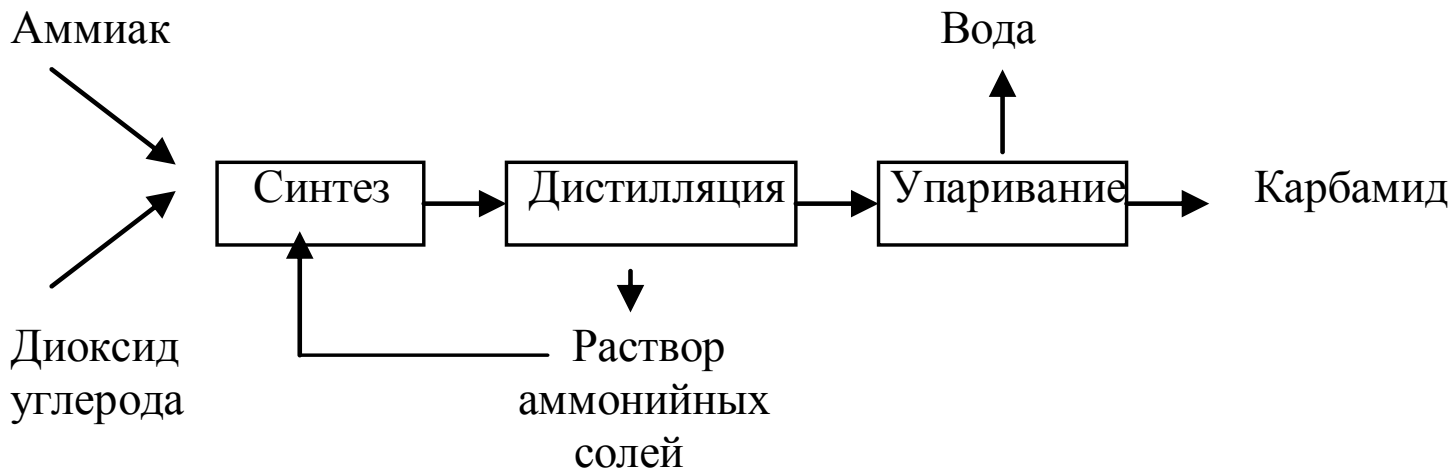 Аммиак
Вода
Синтез
Дистилляция
Упаривание
Карбамид
Диоксид
углерода
Раствор
аммонийных
солей